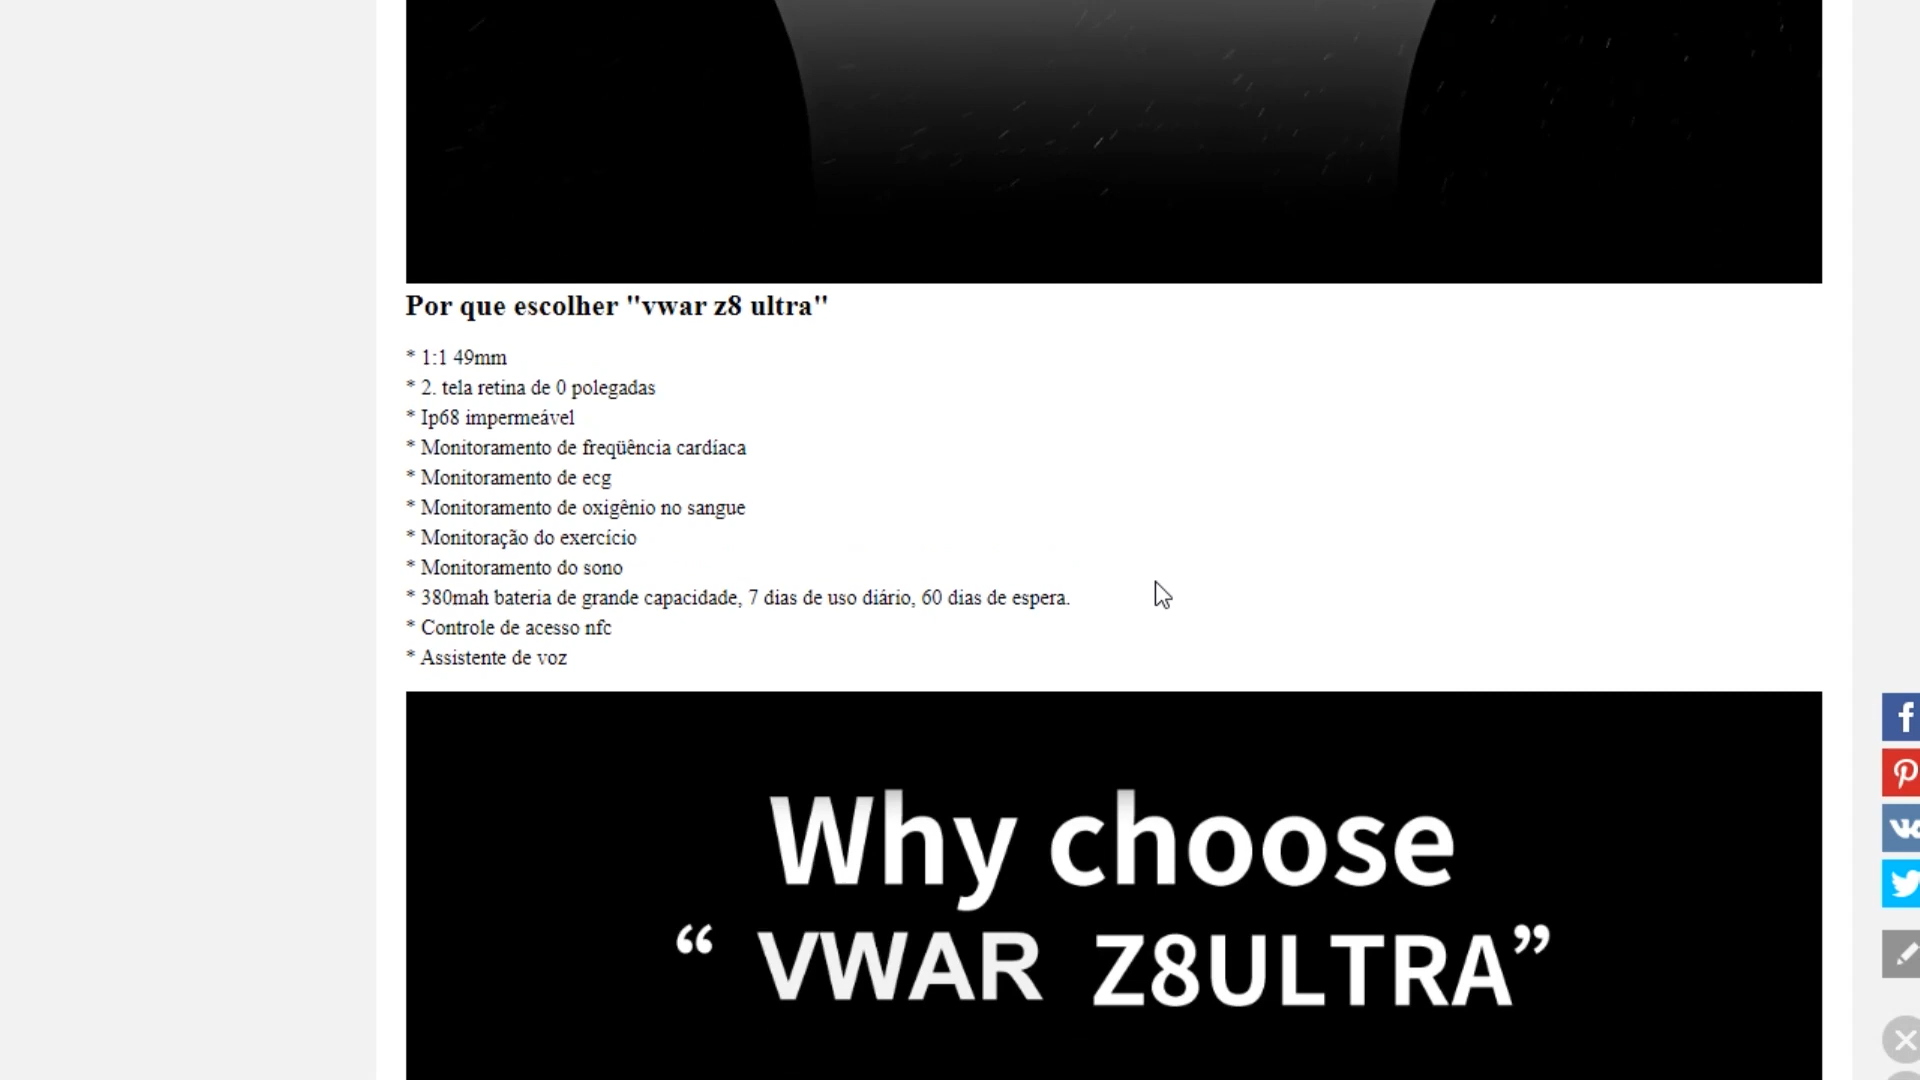 Por que escolher "vwar z8 ultra"
* 1:1 49mm
* 2. tela retina de 0 polegadas
* Ip68 impermeável
* Monitoramento de freqüência cardíaca
* Monitoramento de ecg
* Monitoramento de oxigênio no sangue
* Monitoração do exercício
* Monitoramento do sono
* 380mah bateria de grande capacidade, 7 dias de uso diário, 60 dias de espera.
* Controle de acesso nfc
* Assistente de voz
Why choose
“ VWAR Z8ULTRA”